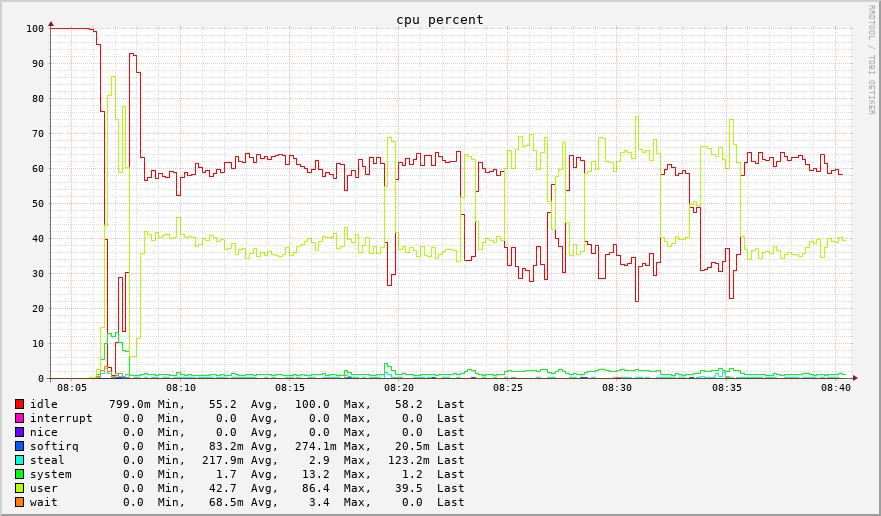 cpu percent
RRDTOOL / TOBI OETIKER
100
90
80
70
60
50
40
30
20
10
0
08:05 08:10 08:15 08:20 08:25 08:30 08:35 08:40
idle 799.0m Min, 55.2 Avg, 100.0 Max, 58.2 Last
interrupt 0.0 Min, 0.0 Avg, 0.0 Max, 0.0 Last
nice 0.0 Min, 0.0 Avg, 0.0 Max, 0.0 Last
softirq 0.0 Min, 83.2m Avg, 274.1m Max, 20.5m Last
steal 0.0 Min, 217.9m Avg, 2.9 Max, 123.2m Last
system 0.0 Min, 1.7 Avg, 13.2 Max, 1.2 Last
user 0.0 Min, 42.7 Avg, 86.4 Max, 39.5 Last
wait 0.0 Min, 68.5m Avg, 3.4 Max, 0.0 Last